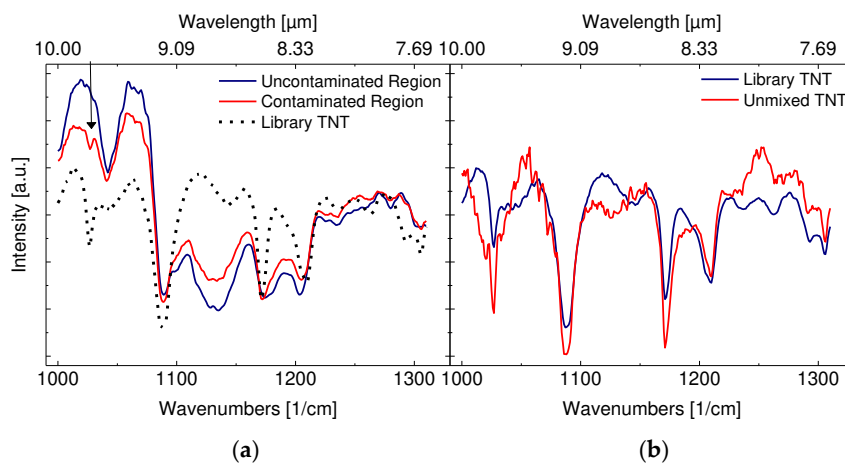 Wavelength [µm]
10.00 9.09 8.33 7.69
Uncontaminated Region
Contaminated Region
Library TNT
Intensity [a.u.]
1000 1100 1200 1300
Wavenumbers [1/cm]
(a)
Wavelength [µm]
10.00 9.09 8.33 7.69
Library TNT
Unmixed TNT
1000 1100 1200 1300
Wavenumbers [1/cm]
(b)